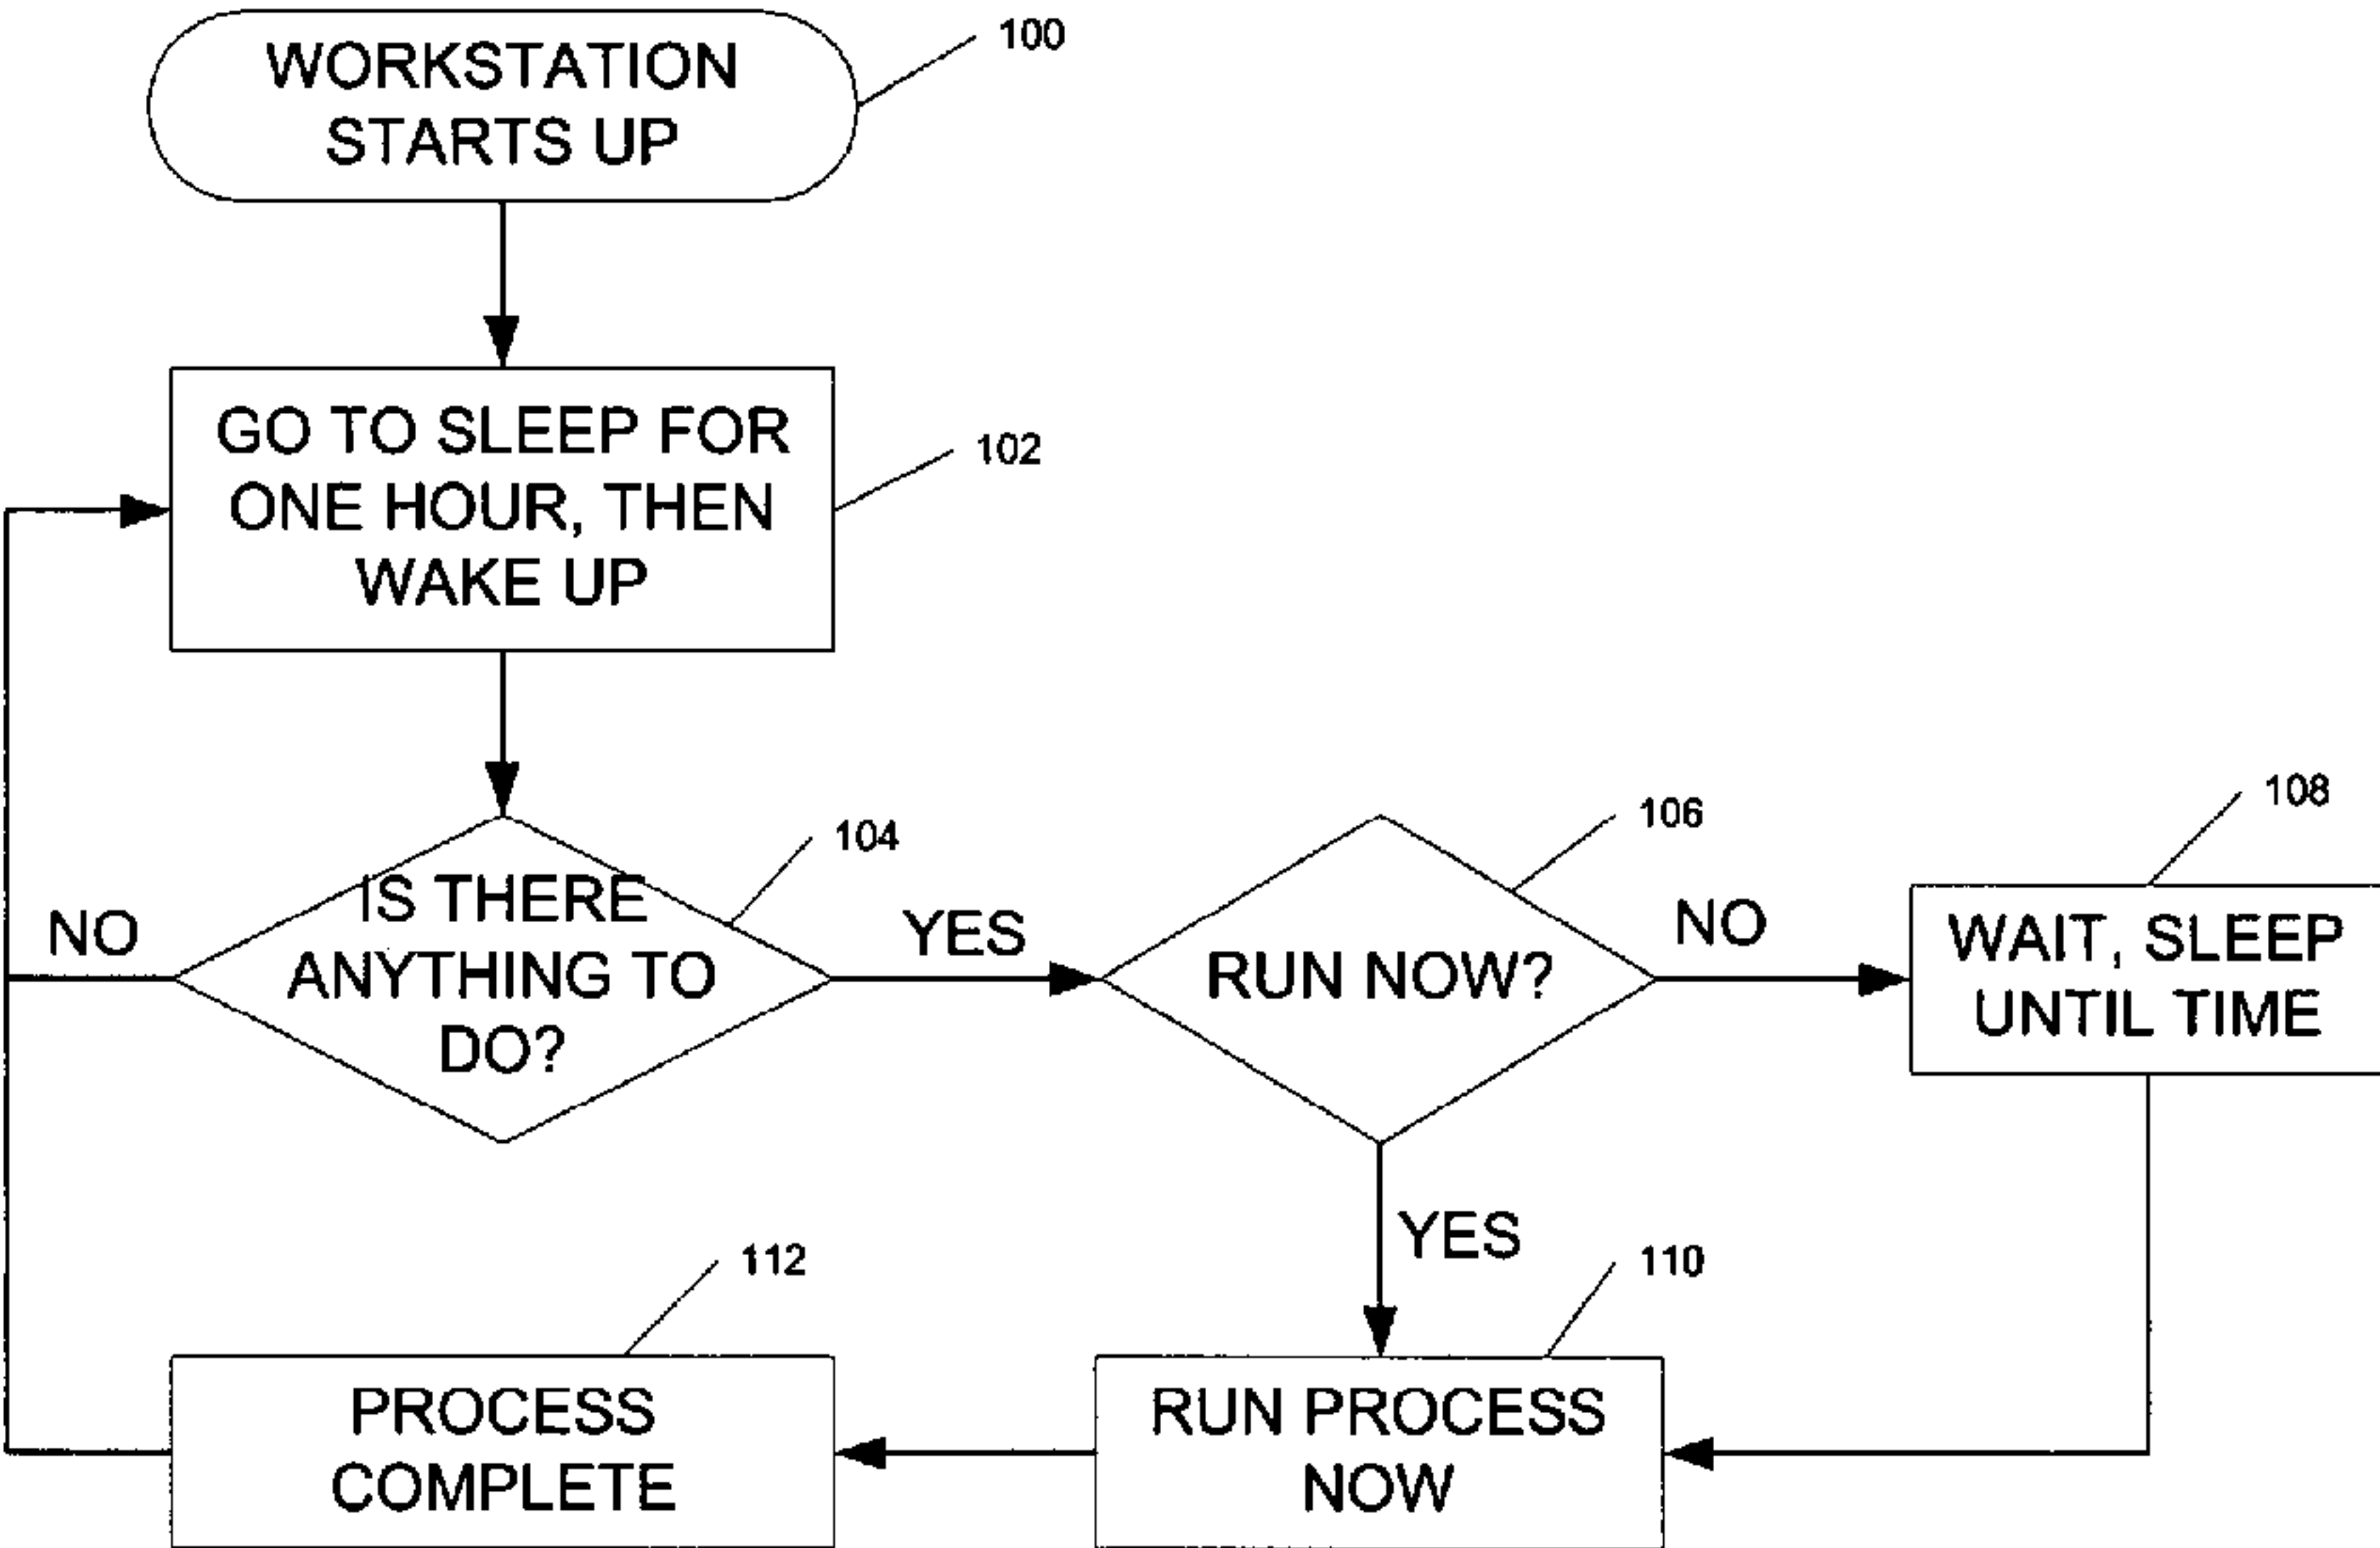 WORKSTATION
STARTS UP
100
GO TO SLEEP FOR
ONE HOUR, THEN
WAKE UP
102
IS THERE
ANYTHING TO
DO?
104
NO
YES
RUN NOW?
106
NO
WAIT, SLEEP
UNTIL TIME
108
YES
RUN PROCESS
NOW
110
PROCESS
COMPLETE
112